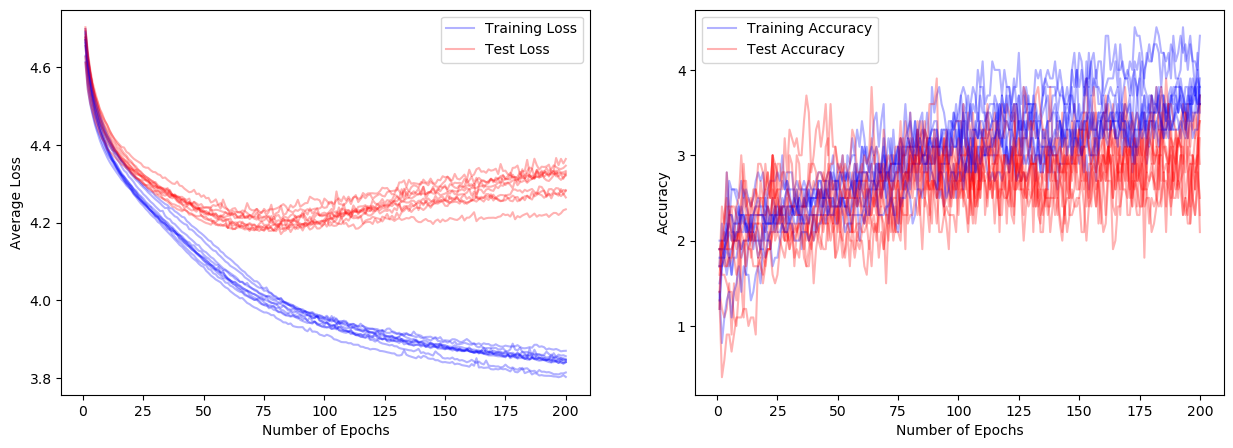 Training Loss
Test Loss
4.6
4.4
4.2
4.0
3.8
Average Loss
0 25 50 75 100 125 150 175 200
Number of Epochs
Training Accuracy
Test Accuracy
4
3
2
1
Accuracy
0 25 50 75 100 125 150 175 200
Number of Epochs